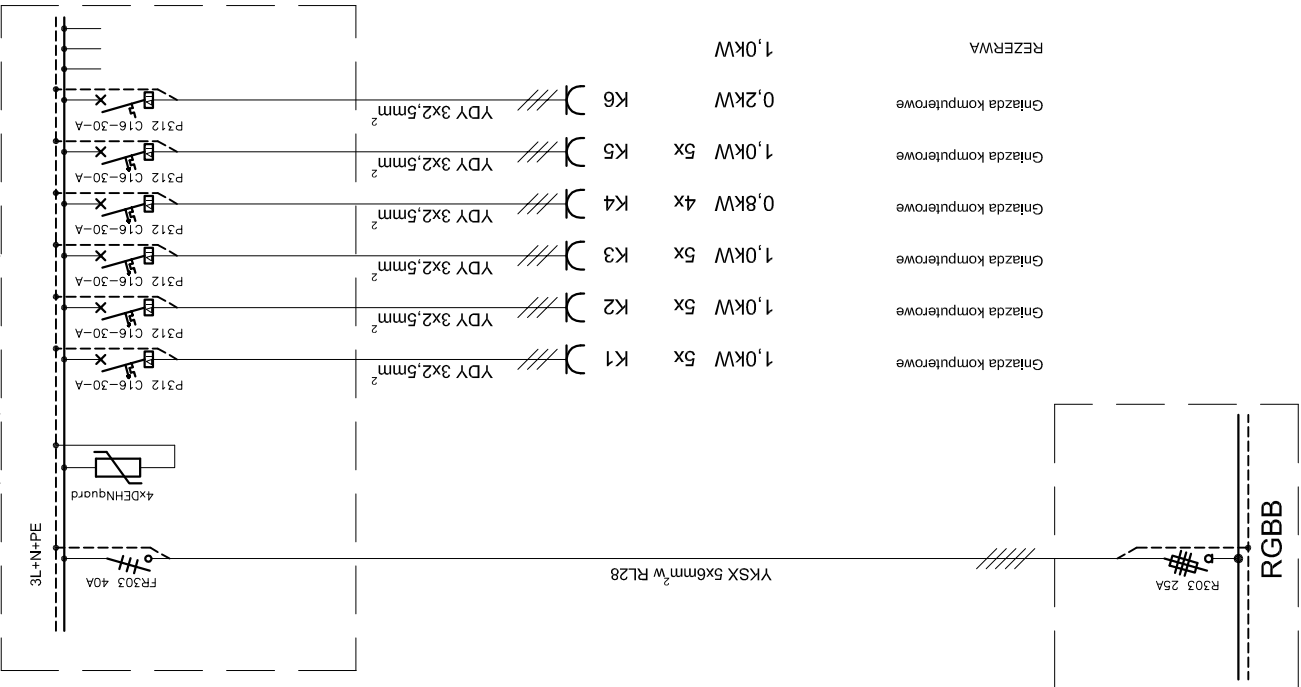 RGBB
R303 25A
YKSX 5x6mm²w RL28
FR303 40A
3L+N+PE
4xDEHNquard
Gniazda komputerowe 1,0kW 5x K1 YDY 3x2,5mm² P312 C16-30-A
Gniazda komputerowe 1,0kW 5x K2 YDY 3x2,5mm² P312 C16-30-A
Gniazda komputerowe 1,0kW 5x K3 YDY 3x2,5mm² P312 C16-30-A
Gniazda komputerowe 0,8kW 4x K4 YDY 3x2,5mm² P312 C16-30-A
Gniazda komputerowe 1,0kW 5x K5 YDY 3x2,5mm² P312 C16-30-A
Gniazda komputerowe 0,2kW K6 YDY 3x2,5mm² P312 C16-30-A
REZERWA 1,0kW